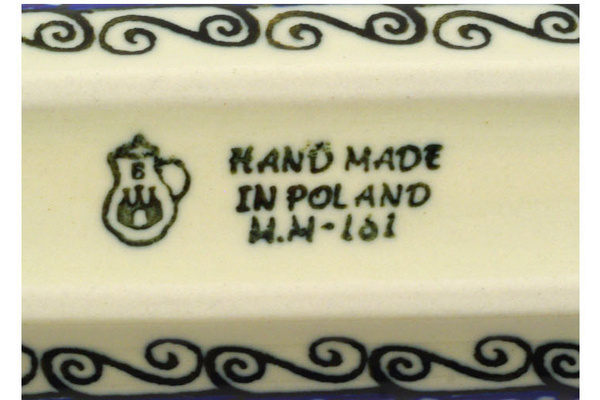 B
HAND MADE
IN POLAND
M.M-161